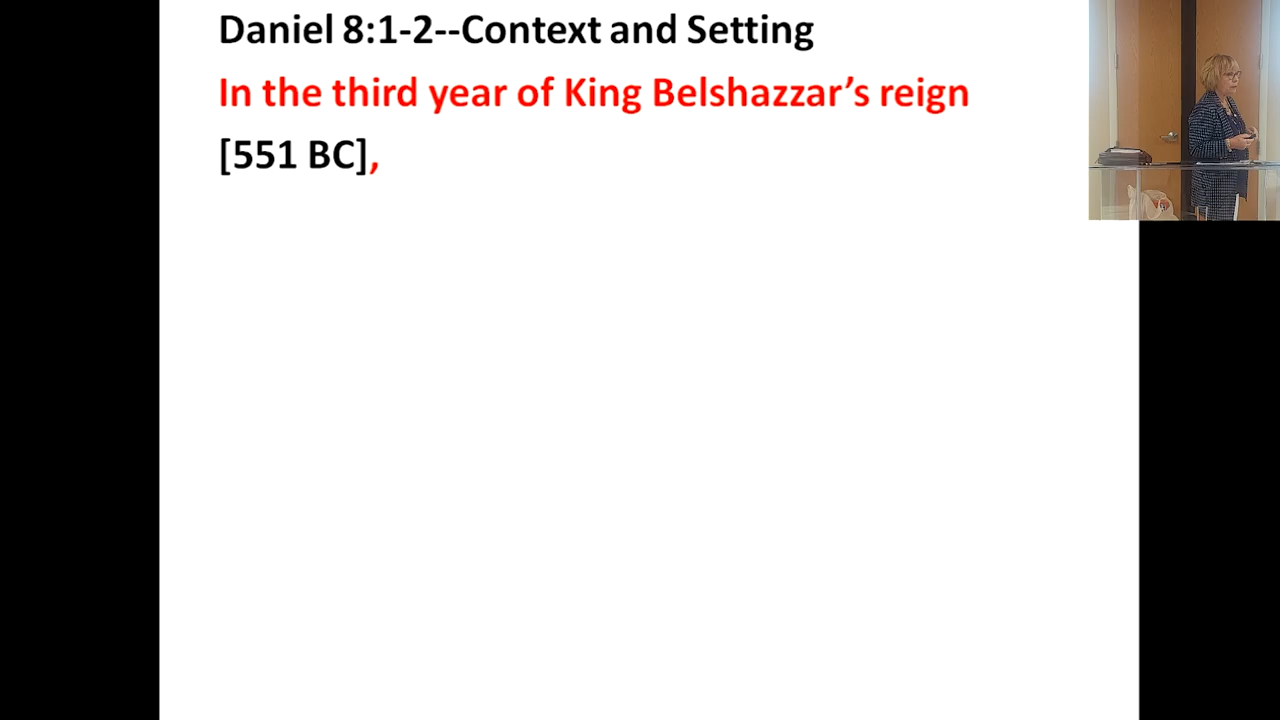 Daniel 8:1-2--Context and Setting
In the third year of King Belshazzar’s reign
[551 BC],